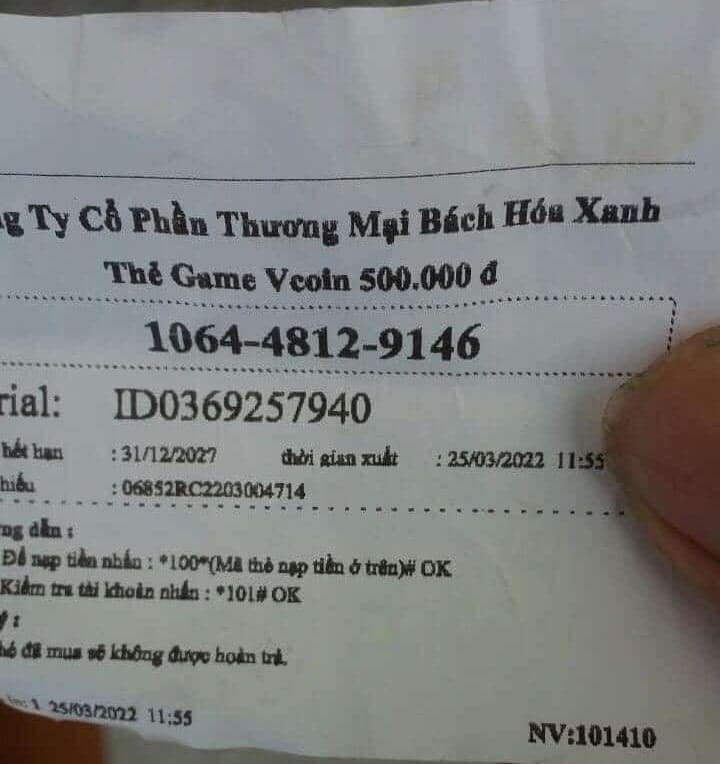 g Ty Cổ Phần Thương Mại Bách Hóa Xanh
Thẻ Game Vcoin 500.000 đ
1064-4812-9146
rial: ID0369257940
hết hạn : 31/12/2027 thời gian xuất : 25/03/2022 11:55
hiếu : 06852RC2203004714
ng dẫn :
Để nạp tiền nhấn : *100*(Mã thẻ nạp tiền ở trên)# OK
Kiểm tra tài khoản nhấn : *101# OK
ý :
hẻ đã mua sẽ không được hoàn trả.
25/03/2022 11:55
NV:101410